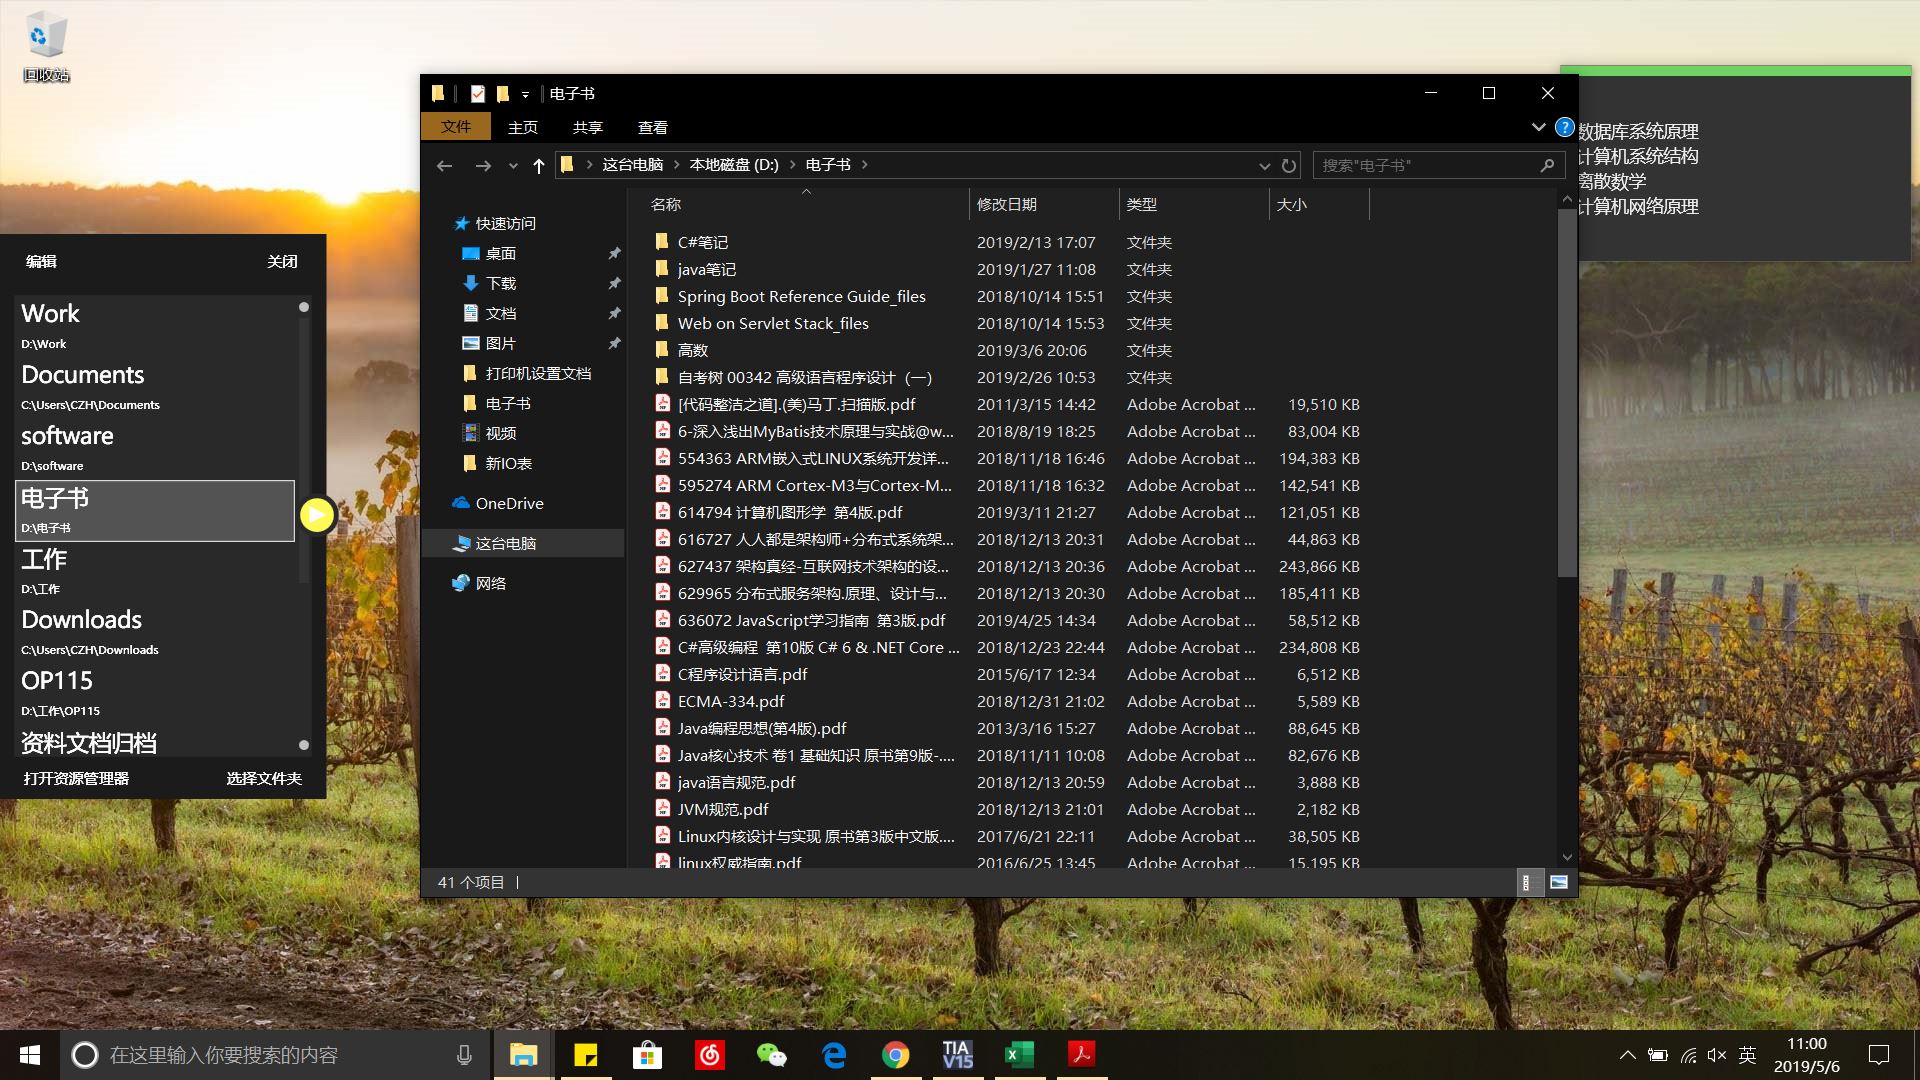 回收站
编辑 关闭
Work
D:\Work
Documents
C:\Users\CZH\Documents
software
D:\software
电子书
D:\电子书
工作
D:\工作
Downloads
C:\Users\CZH\Downloads
OP115
D:\工作\OP115
资料文档归档
打开资源管理器 选择文件夹
电子书
文件 主页 共享 查看
这台电脑 本地磁盘 (D:) 电子书
搜索"电子书"
快速访问
桌面
下载
文档
图片
打印机设置文档
电子书
视频
新IO表
OneDrive
这台电脑
网络
名称 修改日期 类型 大小
C#笔记 2019/2/13 17:07 文件夹
java笔记 2019/1/27 11:08 文件夹
Spring Boot Reference Guide_files 2018/10/14 15:51 文件夹
Web on Servlet Stack_files 2018/10/14 15:53 文件夹
高数 2019/3/6 20:06 文件夹
自考树 00342 高级语言程序设计（一） 2019/2/26 10:53 文件夹
[代码整洁之道].(美)马丁.扫描版.pdf 2011/3/15 14:42 Adobe Acrobat ... 19,510 KB
6-深入浅出MyBatis技术原理与实战@w... 2018/8/19 18:25 Adobe Acrobat ... 83,004 KB
554363 ARM嵌入式LINUX系统开发详... 2018/11/18 16:46 Adobe Acrobat ... 194,383 KB
595274 ARM Cortex-M3与Cortex-M... 2018/11/18 16:32 Adobe Acrobat ... 142,541 KB
614794 计算机图形学 第4版.pdf 2019/3/11 21:27 Adobe Acrobat ... 121,051 KB
616727 人人都是架构师+分布式系统架... 2018/12/13 20:31 Adobe Acrobat ... 44,863 KB
627437 架构真经-互联网技术架构的设... 2018/12/13 20:36 Adobe Acrobat ... 243,866 KB
629965 分布式服务架构.原理、设计与... 2018/12/13 20:30 Adobe Acrobat ... 185,411 KB
636072 JavaScript学习指南 第3版.pdf 2019/4/25 14:34 Adobe Acrobat ... 58,512 KB
C#高级编程 第10版 C# 6 & .NET Core ... 2018/12/23 22:44 Adobe Acrobat ... 234,808 KB
C程序设计语言.pdf 2015/6/17 12:34 Adobe Acrobat ... 6,512 KB
ECMA-334.pdf 2018/12/31 21:02 Adobe Acrobat ... 5,589 KB
Java编程思想(第4版).pdf 2013/3/16 15:27 Adobe Acrobat ... 88,645 KB
Java核心技术 卷1 基础知识 原书第9版-.... 2018/11/11 10:08 Adobe Acrobat ... 82,676 KB
java语言规范.pdf 2018/12/13 20:59 Adobe Acrobat ... 3,888 KB
JVM规范.pdf 2018/12/13 21:01 Adobe Acrobat ... 2,182 KB
Linux内核设计与实现 原书第3版中文版.... 2017/6/21 22:11 Adobe Acrobat ... 38,505 KB
linux权威指南.pdf 2016/6/25 13:45 Adobe Acrobat ... 15,195 KB
41 个项目
数据库系统原理
计算机系统结构
离散数学
计算机网络原理
在这里输入你要搜索的内容
TIA V15
英
11:00
2019/5/6